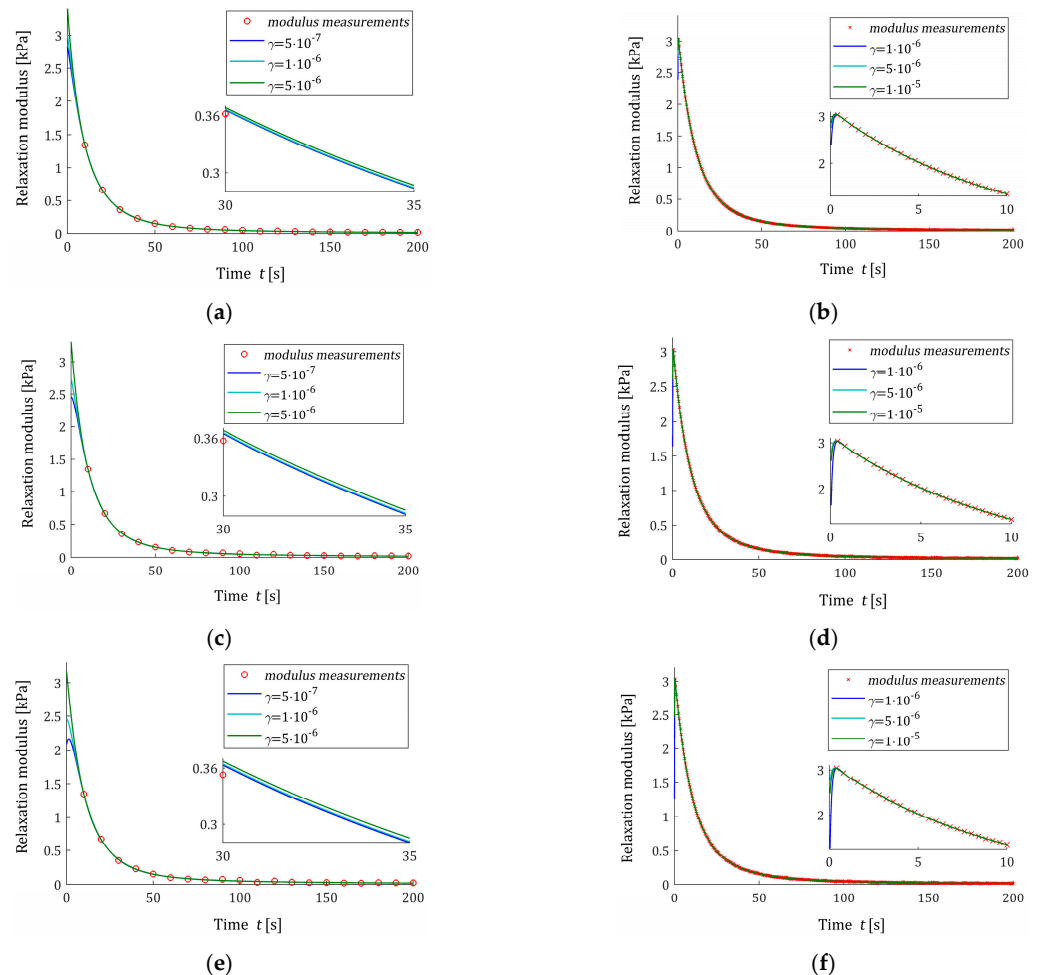 modulus measurements
γ=5·10⁻⁷
γ=1·10⁻⁶
γ=5·10⁻⁶
Relaxation modulus [kPa]
3
2.5
2
1.5
1
0.5
0
0.36
0.3
30 35
0 50 100 150 200
Time t [s]
(a)
modulus measurements
γ=1·10⁻⁶
γ=5·10⁻⁶
γ=1·10⁻⁵
Relaxation modulus [kPa]
3
2.5
2
1.5
1
0.5
0
3
2
0 5 10
0 50 100 150 200
Time t [s]
(b)
modulus measurements
γ=5·10⁻⁷
γ=1·10⁻⁶
γ=5·10⁻⁶
Relaxation modulus [kPa]
3
2.5
2
1.5
1
0.5
0
0.36
0.3
30 35
0 50 100 150 200
Time t [s]
(c)
modulus measurements
γ=1·10⁻⁶
γ=5·10⁻⁶
γ=1·10⁻⁵
Relaxation modulus [kPa]
3
2.5
2
1.5
1
0.5
0
3
2
0 5 10
0 50 100 150 200
Time t [s]
(d)
modulus measurements
γ=5·10⁻⁷
γ=1·10⁻⁶
γ=5·10⁻⁶
Relaxation modulus [kPa]
3
2.5
2
1.5
1
0.5
0
0.36
0.3
30 35
0 50 100 150 200
Time t [s]
(e)
modulus measurements
γ=1·10⁻⁶
γ=5·10⁻⁶
γ=1·10⁻⁵
Relaxation modulus [kPa]
3
2.5
2
1.5
1
0.5
0
3
2
0 5 10
0 50 100 150 200
Time t [s]
(f)